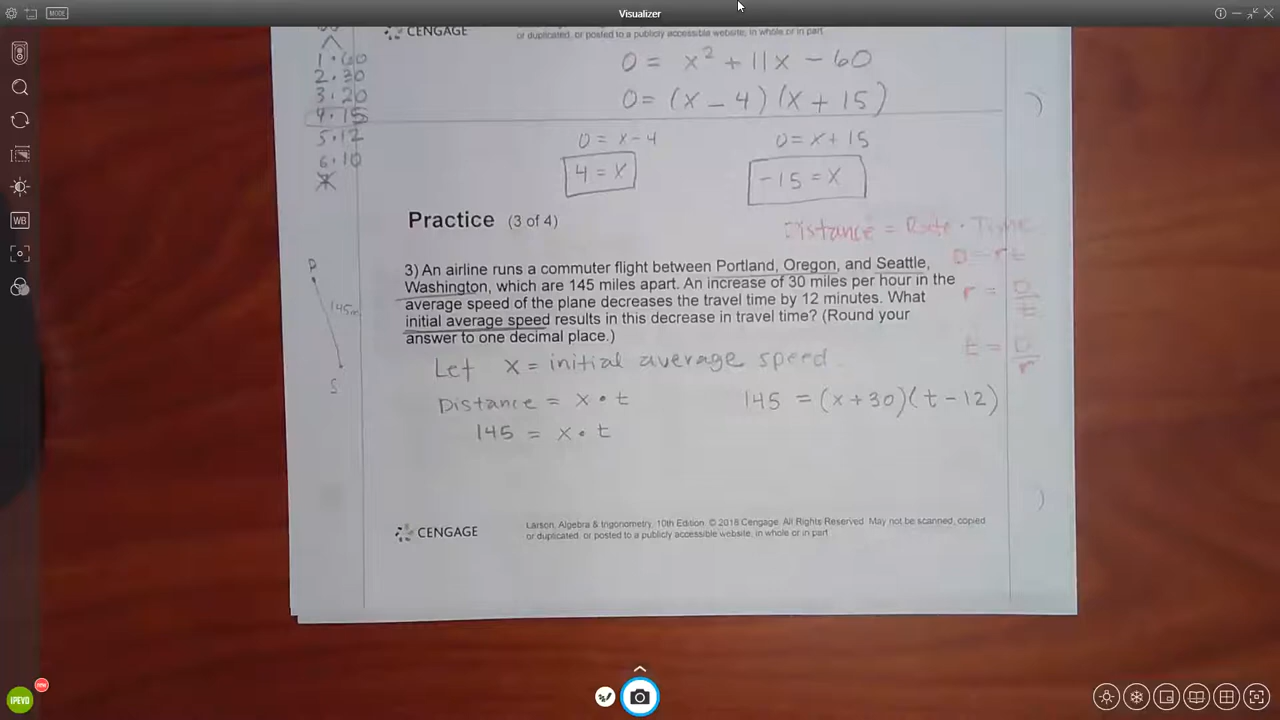 Visualizer
MODE
CENGAGE
or duplicated, or posted to a publicly accessible website, in whole or in part.
1·60
2·30
3·20
4·15
5·12
6·10
0 = x² + 11x - 60
0 = (x - 4)(x + 15)
0 = x - 4
0 = x + 15
4 = x
-15 = x
Practice (3 of 4)
Distance = Rate · Time
D = rt
r = D/t
t = D/r
P
145m
S
3) An airline runs a commuter flight between Portland, Oregon, and Seattle,
Washington, which are 145 miles apart. An increase of 30 miles per hour in the
average speed of the plane decreases the travel time by 12 minutes. What
initial average speed results in this decrease in travel time? (Round your
answer to one decimal place.)
Let x = initial average speed
Distance = x · t
145 = (x+30)(t-12)
145 = x · t
CENGAGE
Larson, Algebra & trigonometry, 10th Edition. © 2018 Cengage. All Rights Reserved. May not be scanned, copied
or duplicated, or posted to a publicly accessible website, in whole or in part.
WB
IPEVO
new